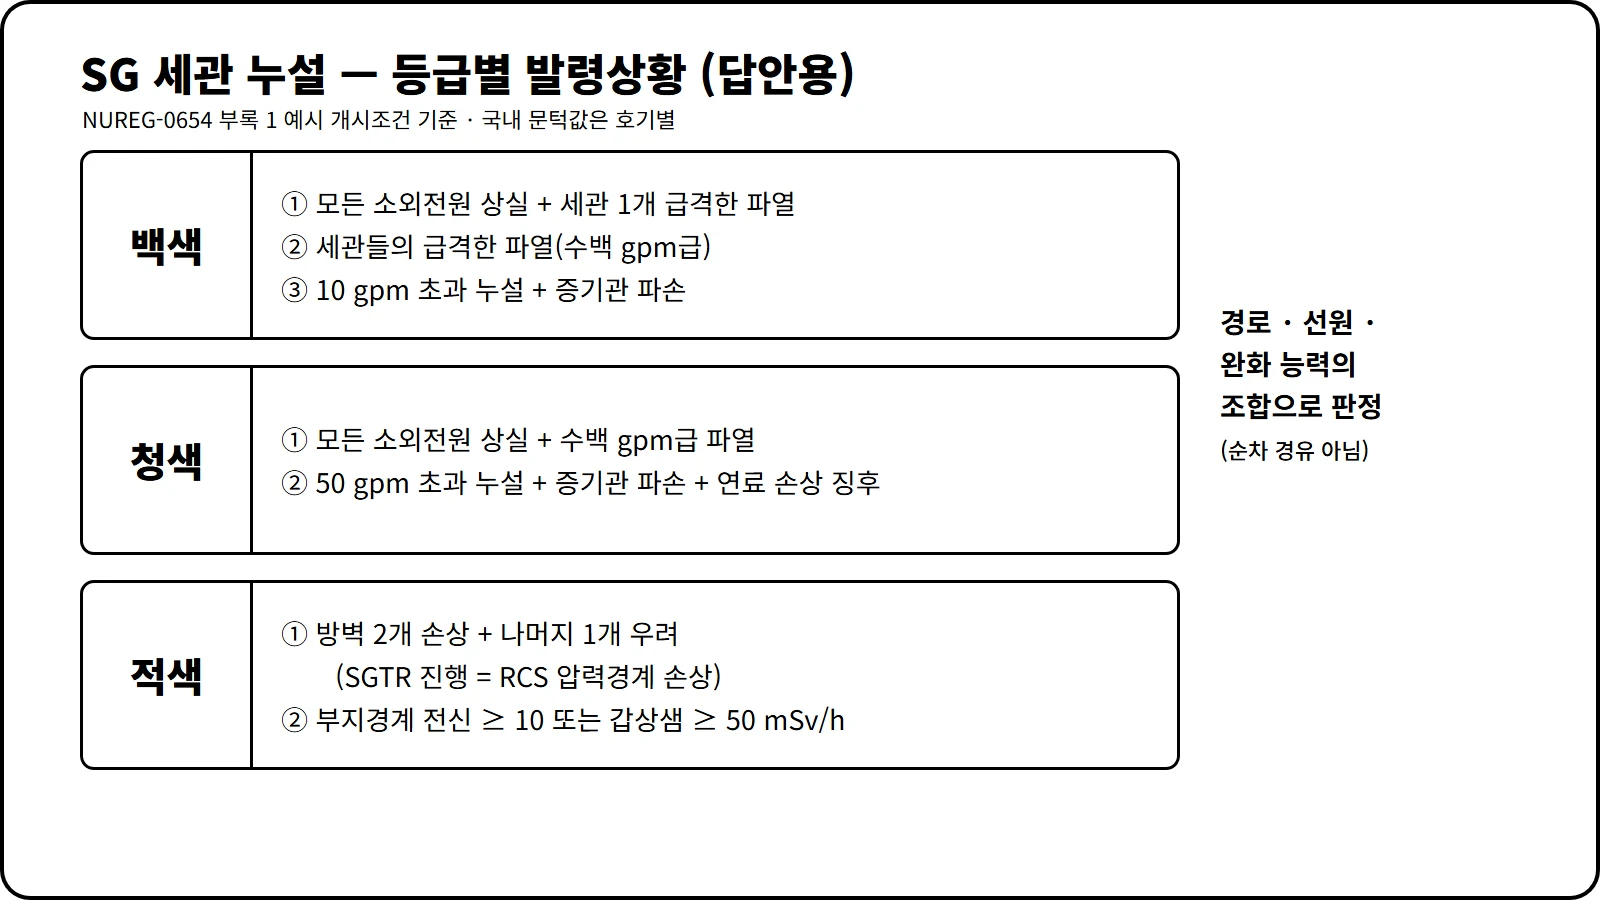 SG 세관 누설 — 등급별 발령상황 (답안용)
NUREG-0654 부록 1 예시 개시조건 기준 · 국내 문턱값은 호기별
백색
① 모든 소외전원 상실 + 세관 1개 급격한 파열
② 세관들의 급격한 파열(수백 gpm급)
③ 10 gpm 초과 누설 + 증기관 파손
청색
① 모든 소외전원 상실 + 수백 gpm급 파열
② 50 gpm 초과 누설 + 증기관 파손 + 연료 손상 징후
적색
① 방벽 2개 손상 + 나머지 1개 우려
(SGTR 진행 = RCS 압력경계 손상)
② 부지경계 전신 ≥ 10 또는 갑상샘 ≥ 50 mSv/h
경로 · 선원 ·
완화 능력의
조합으로 판정
(순차 경유 아님)